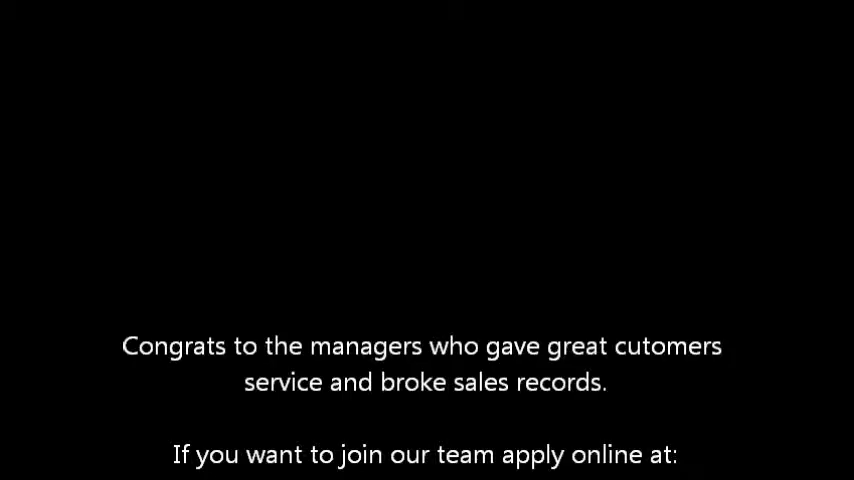 Congrats to the managers who gave great cutomers
service and broke sales records.
If you want to join our team apply online at: